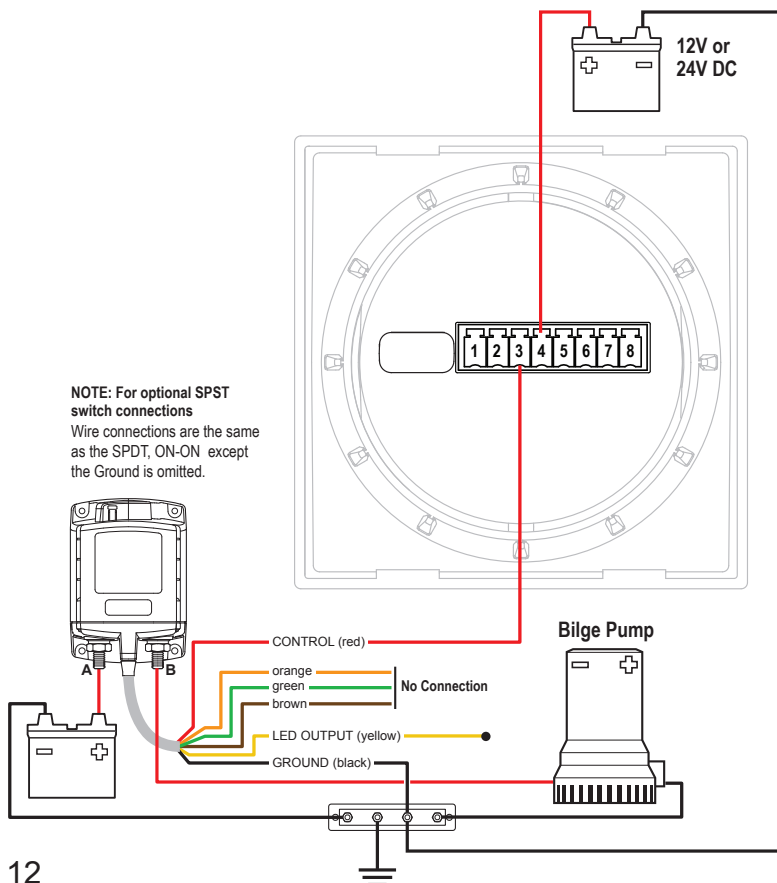 12V or
24V DC
1 2 3 4 5 6 7 8
NOTE: For optional SPST
switch connections
Wire connections are the same
as the SPDT, ON-ON except
the Ground is omitted.
A B
CONTROL (red)
orange
green
brown
No Connection
LED OUTPUT (yellow)
GROUND (black)
Bilge Pump
12